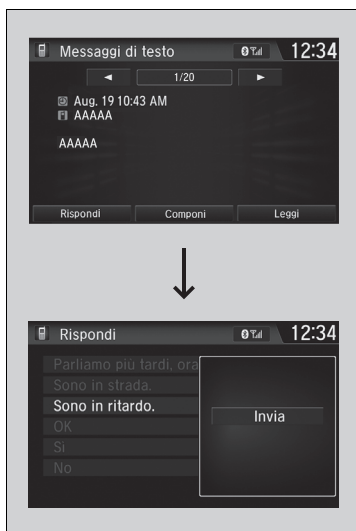 Messaggi di testo 12:34
1/20
Aug. 19 10:43 AM
AAAAA
AAAAA
Rispondi Componi Leggi
Rispondi 12:34
Parliamo più tardi, ora
Sono in strada.
Sono in ritardo.
OK
Si
No
Invia